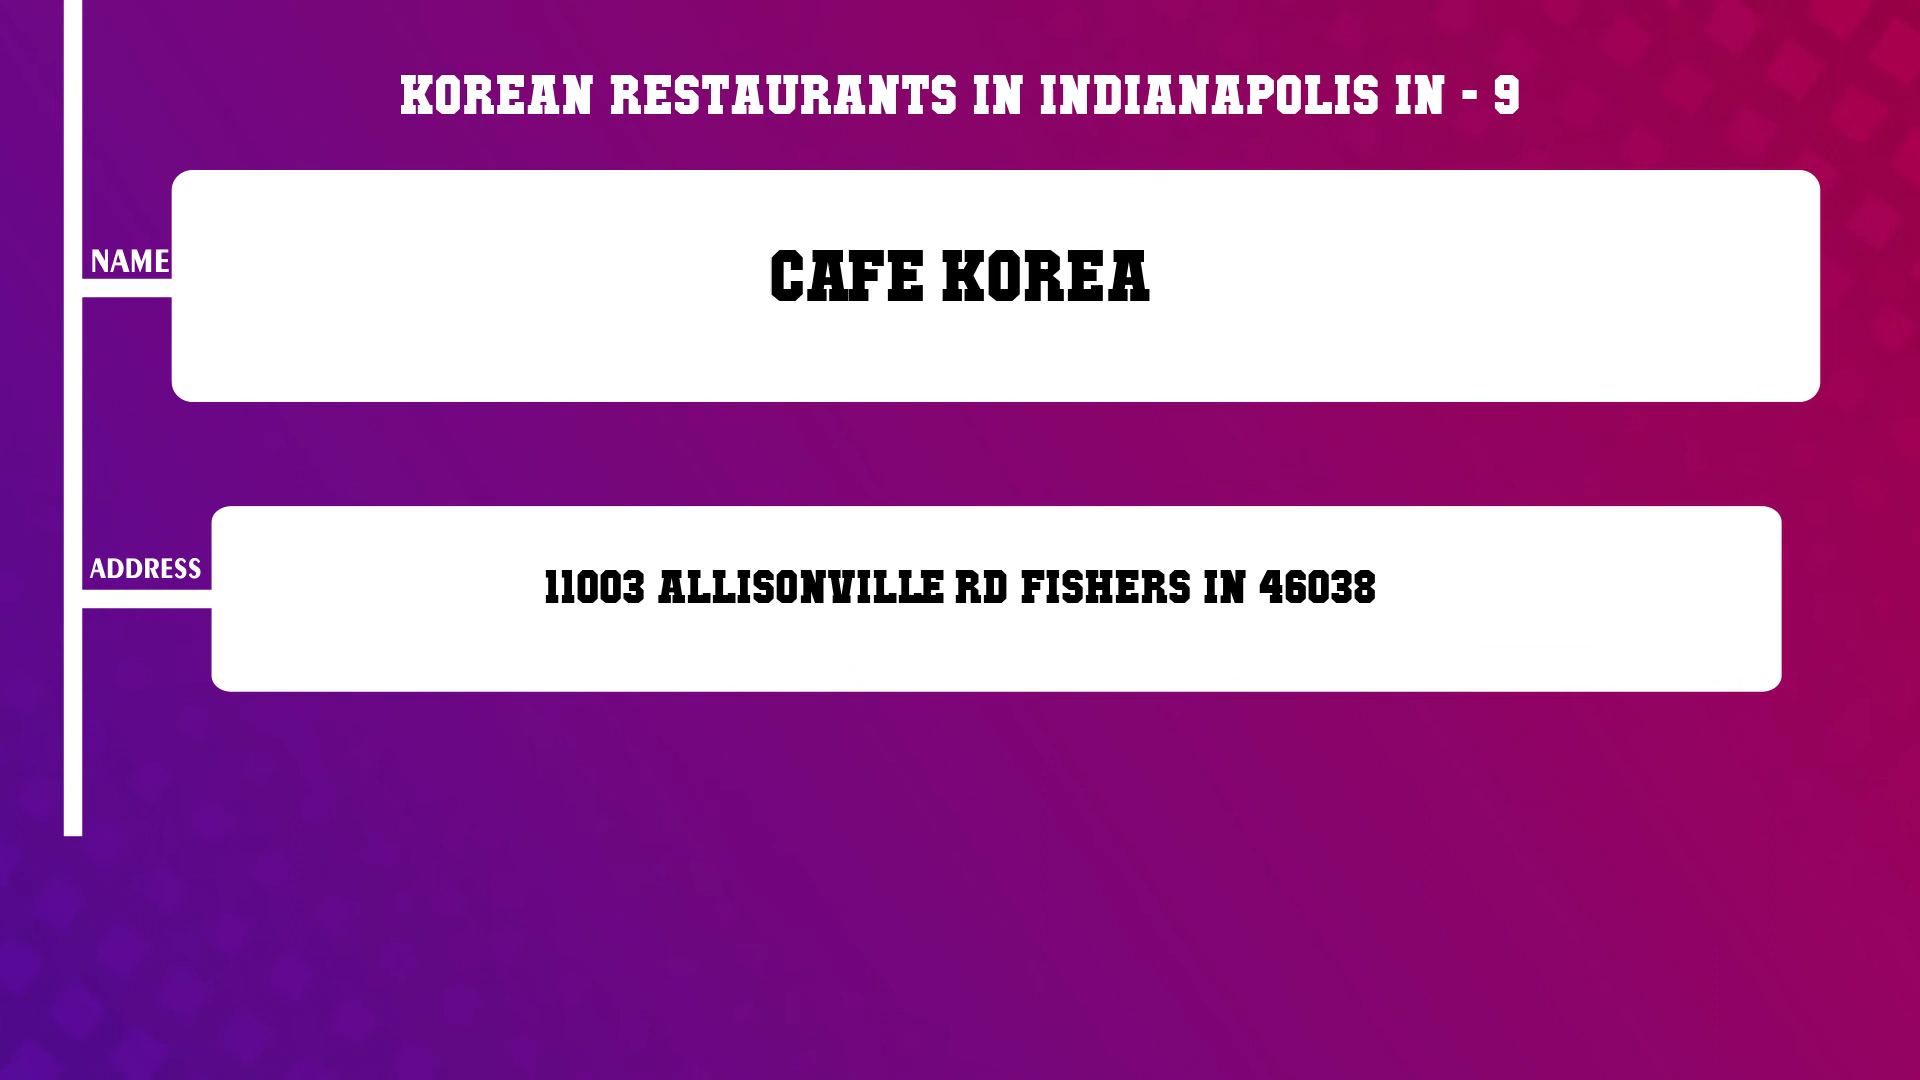 KOREAN RESTAURANTS IN INDIANAPOLIS IN - 9
NAME
CAFE KOREA
ADDRESS
11003 ALLISONVILLE RD FISHERS IN 46038